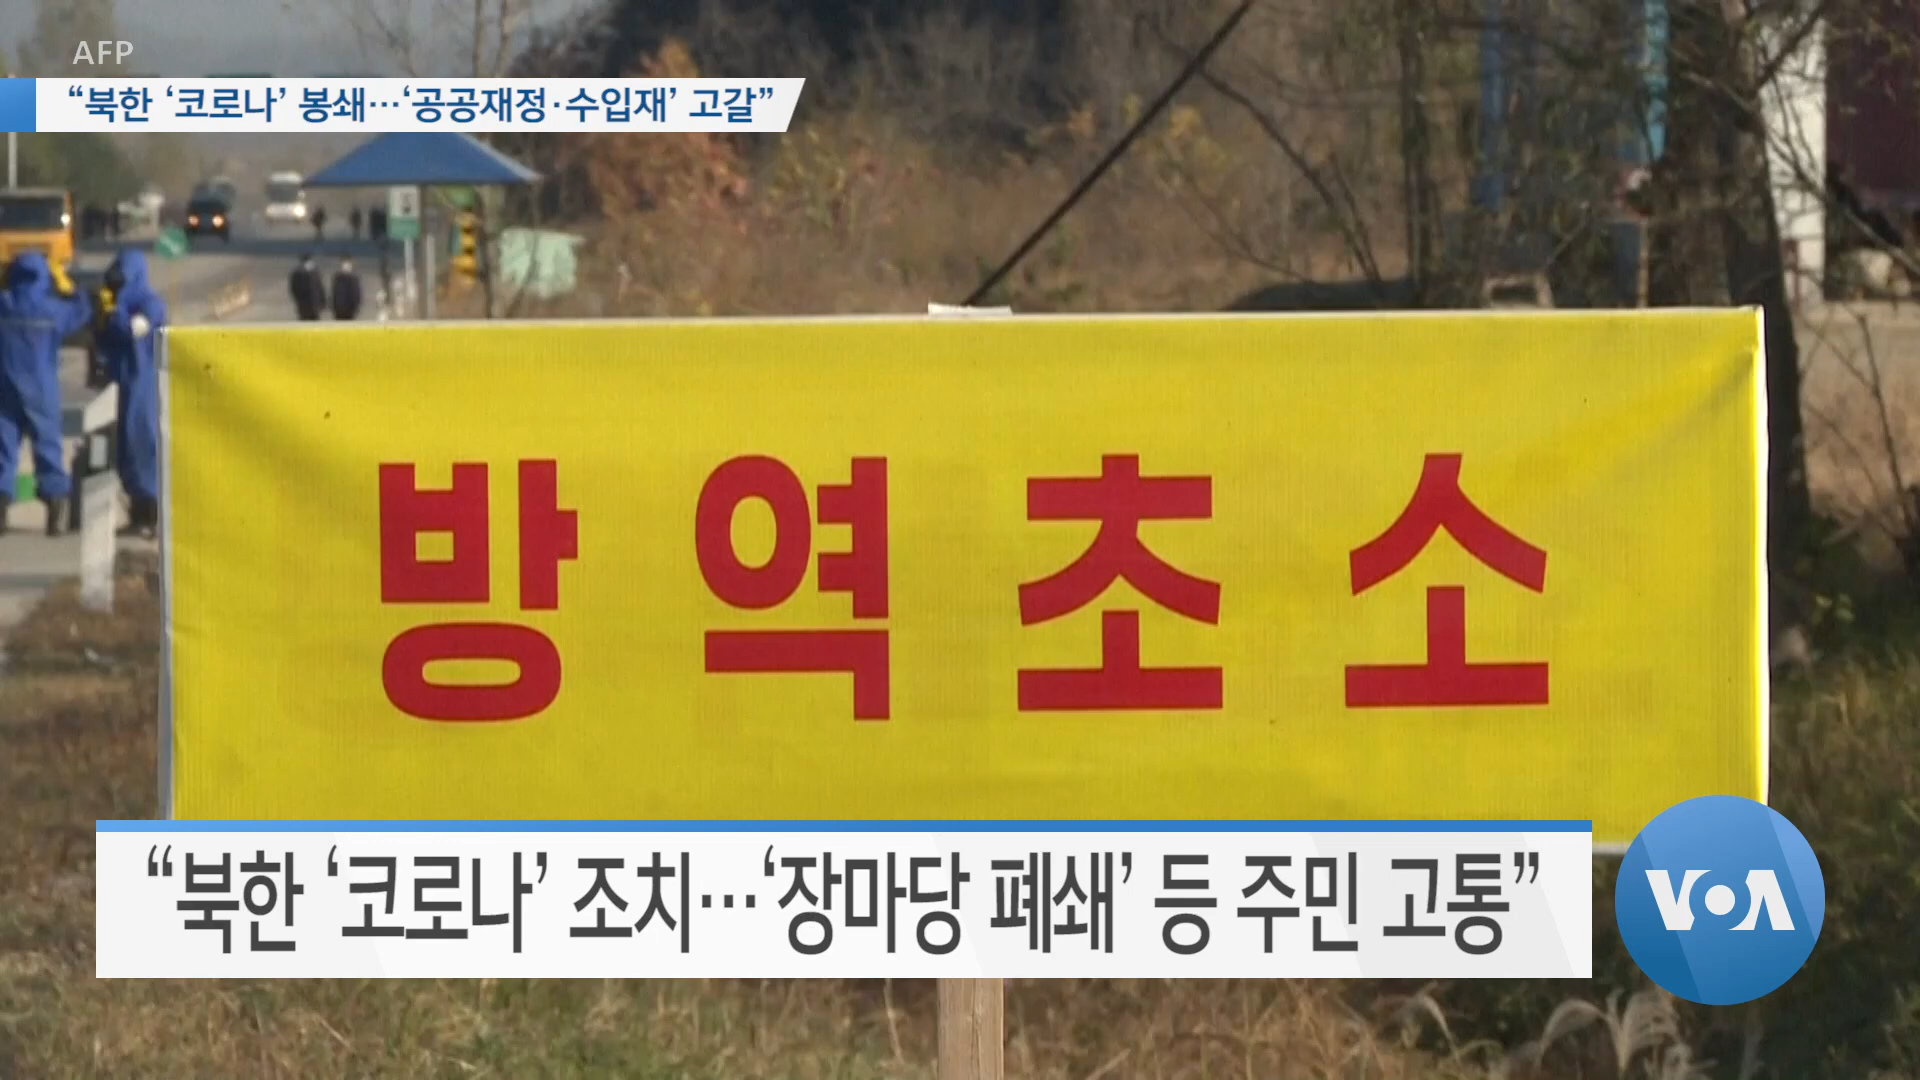 AFP
“북한 ‘코로나’ 봉쇄…‘공공재정·수입재’ 고갈”
방역초소
“북한 ‘코로나’ 조치…‘장마당 폐쇄’ 등 주민 고통”
VOA